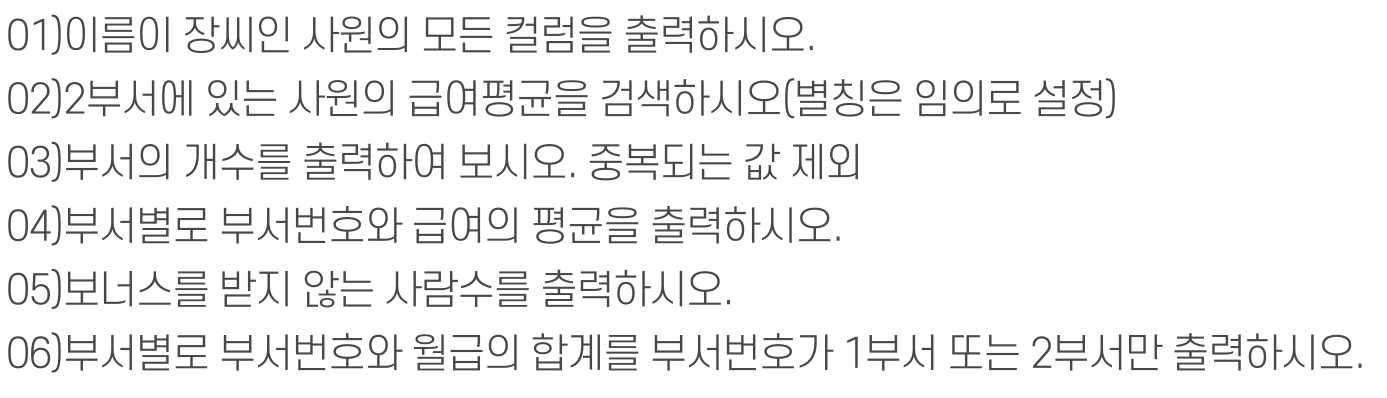 01)이름이 장씨인 사원의 모든 컬럼을 출력하시오.
02)2부서에 있는 사원의 급여평균을 검색하시오(별칭은 임의로 설정)
03)부서의 개수를 출력하여 보시오. 중복되는 값 제외
04)부서별로 부서번호와 급여의 평균을 출력하시오.
05)보너스를 받지 않는 사람수를 출력하시오.
06)부서별로 부서번호와 월급의 합계를 부서번호가 1부서 또는 2부서만 출력하시오.